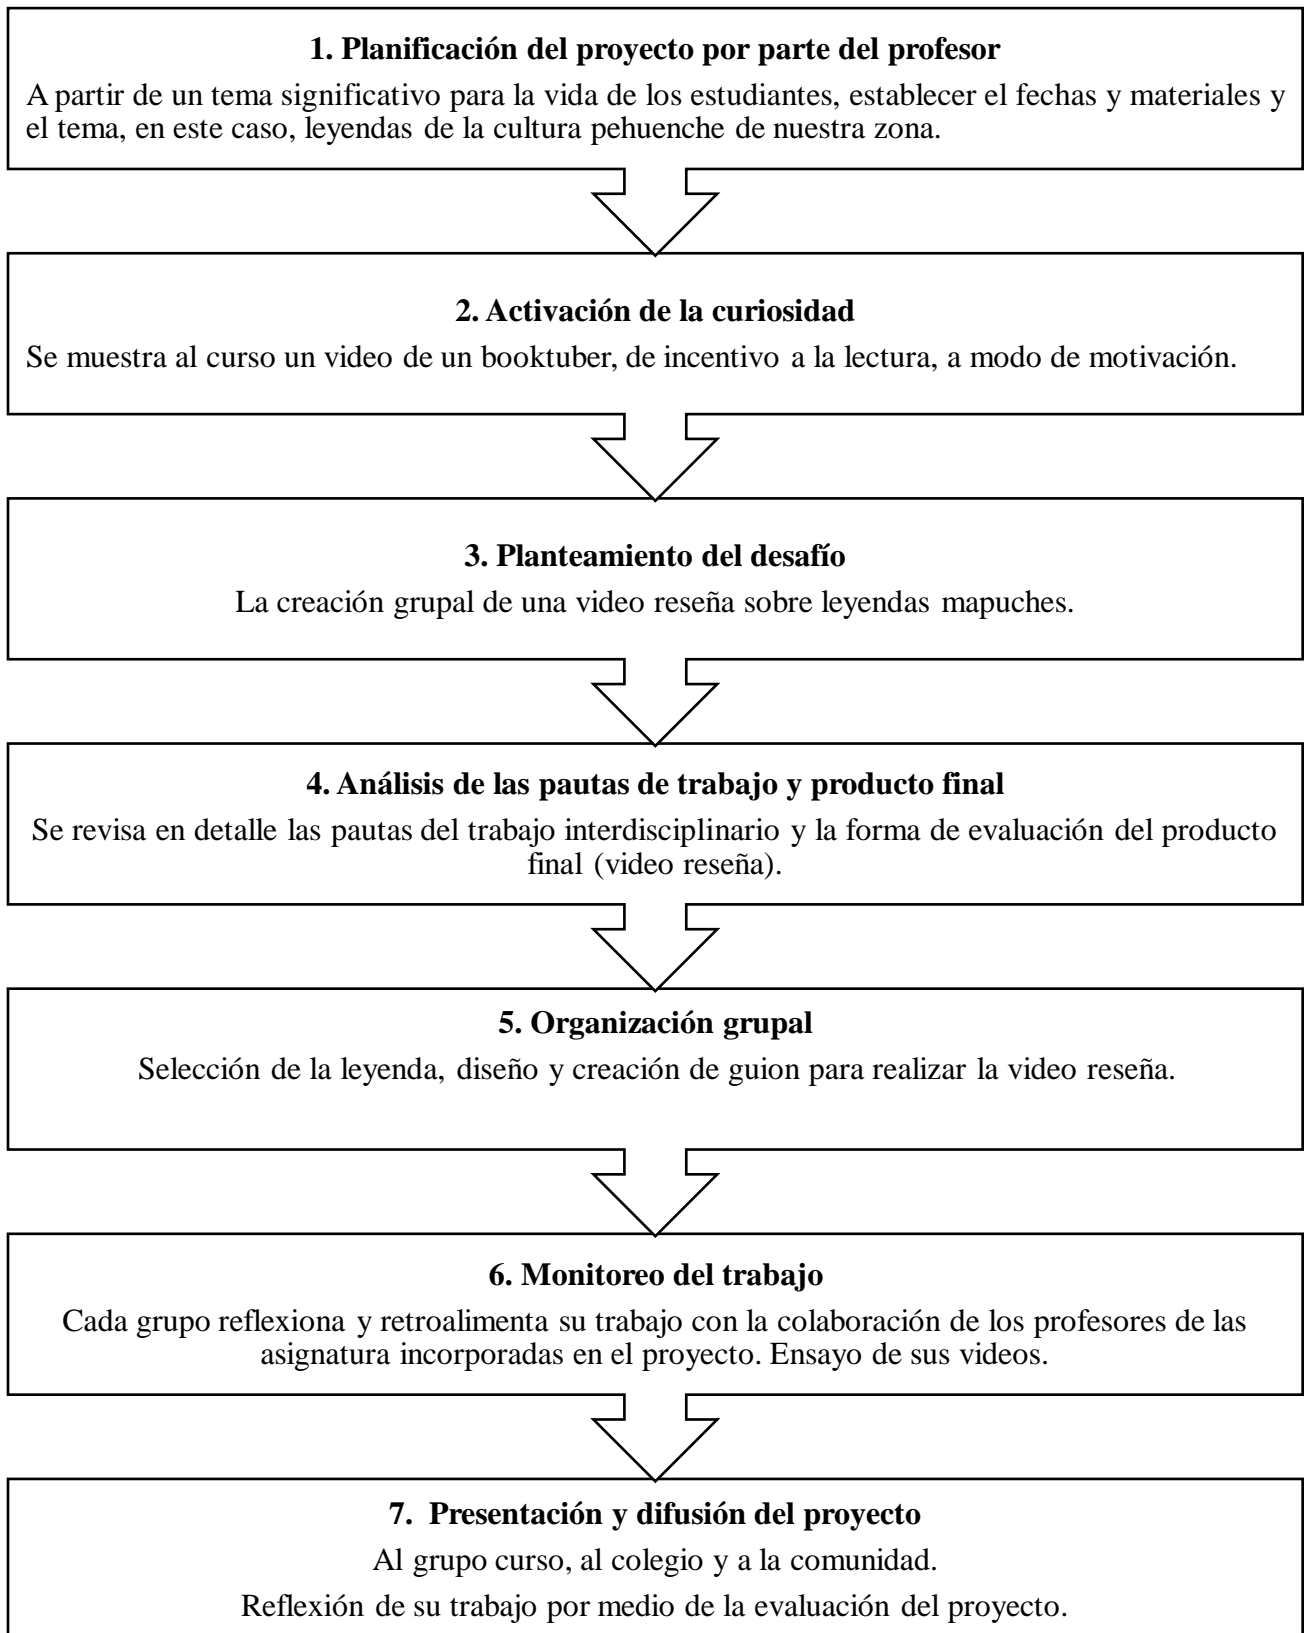 1. Planificación del proyecto por parte del profesor
A partir de un tema significativo para la vida de los estudiantes, establecer el fechas y materiales y
el tema, en este caso, leyendas de la cultura pehuenche de nuestra zona.
2. Activación de la curiosidad
Se muestra al curso un video de un booktuber, de incentivo a la lectura, a modo de motivación.
3. Planteamiento del desafío
La creación grupal de una video reseña sobre leyendas mapuches.
4. Análisis de las pautas de trabajo y producto final
Se revisa en detalle las pautas del trabajo interdisciplinario y la forma de evaluación del producto
final (video reseña).
5. Organización grupal
Selección de la leyenda, diseño y creación de guion para realizar la video reseña.
6. Monitoreo del trabajo
Cada grupo reflexiona y retroalimenta su trabajo con la colaboración de los profesores de las
asignatura incorporadas en el proyecto. Ensayo de sus videos.
7. Presentación y difusión del proyecto
Al grupo curso, al colegio y a la comunidad.
Reflexión de su trabajo por medio de la evaluación del proyecto.